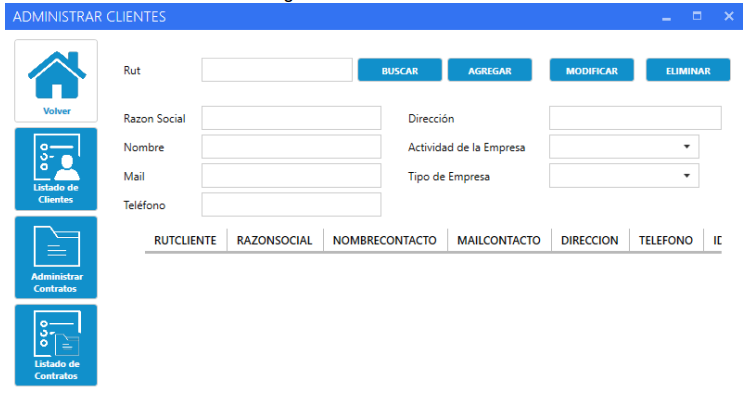 ADMINISTRAR CLIENTES
Volver
Listado de
Clientes
Administrar
Contratos
Listado de
Contratos
Rut
BUSCAR
AGREGAR
MODIFICAR
ELIMINAR
Razon Social
Dirección
Nombre
Actividad de la Empresa
Mail
Tipo de Empresa
Teléfono
RUTCLIENTE RAZONSOCIAL NOMBRECONTACTO MAILCONTACTO DIRECCION TELEFONO